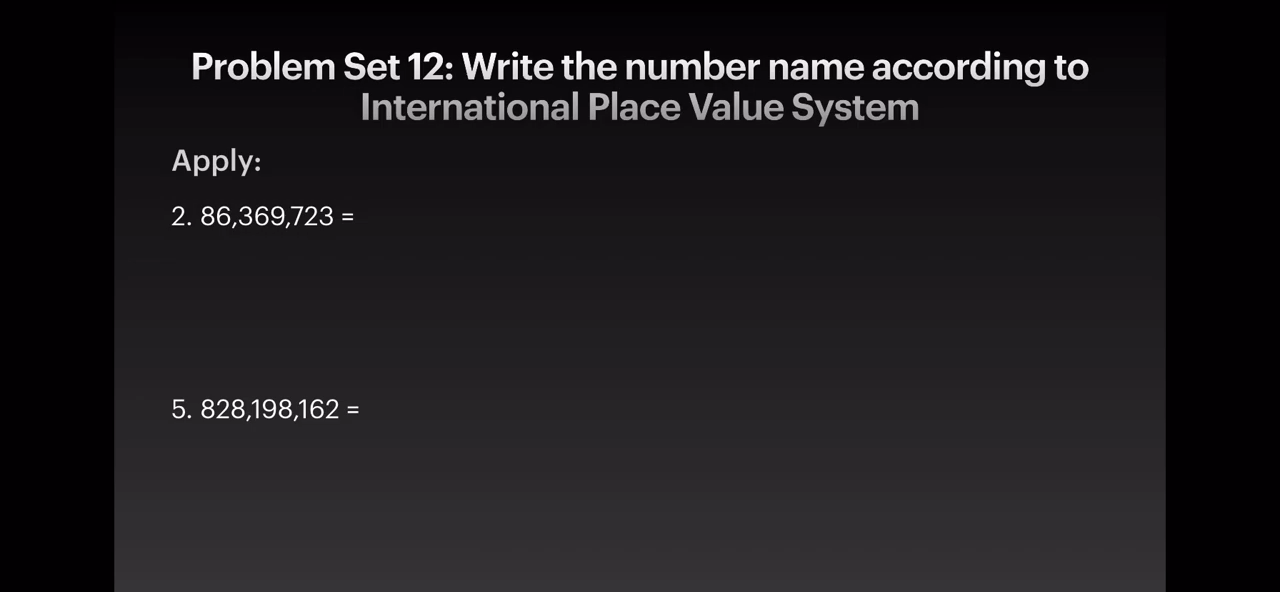 Problem Set 12: Write the number name according to
International Place Value System
Apply:
2. 86,369,723 =
5. 828,198,162 =